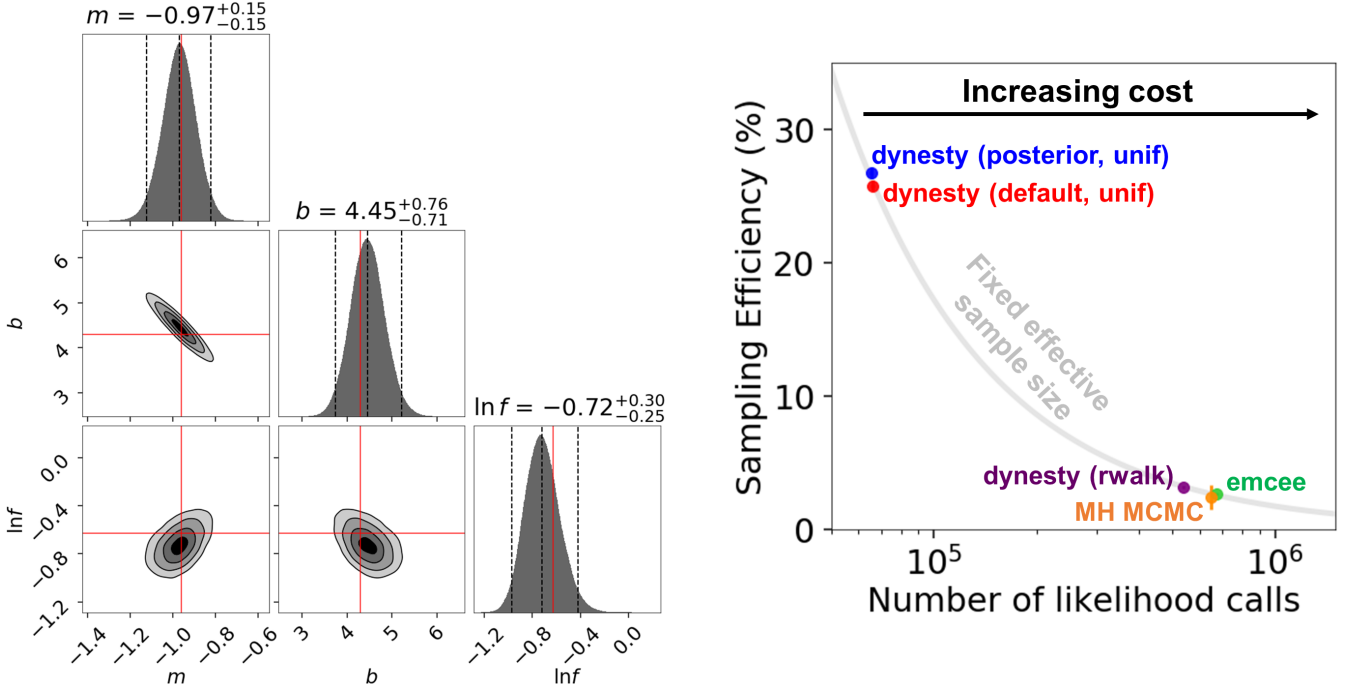 m = −0.97+0.15−0.15
b = 4.45+0.76−0.71
ln f = −0.72+0.30−0.25
6
5
4
3
b
0.0
−0.4
−0.8
−1.2
lnf
−1.4
−1.2
−1.0
−0.8
−0.6
m
3
4
5
6
b
−1.2
−0.8
−0.4
0.0
lnf
Increasing cost
dynesty (posterior, unif)
dynesty (default, unif)
Fixed effective
sample size
dynesty (rwalk)
emcee
MH MCMC
30
20
10
0
Sampling Efficiency (%)
10^5
10^6
Number of likelihood calls